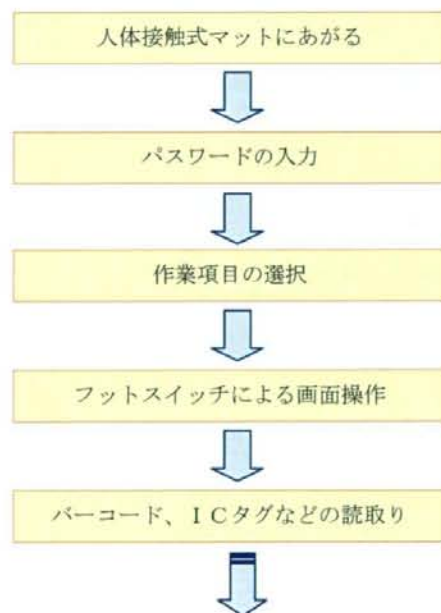 人体接触式マットにあがる
パスワードの入力
作業項目の選択
フットスイッチによる画面操作
バーコード、ＩＣタグなどの読取り